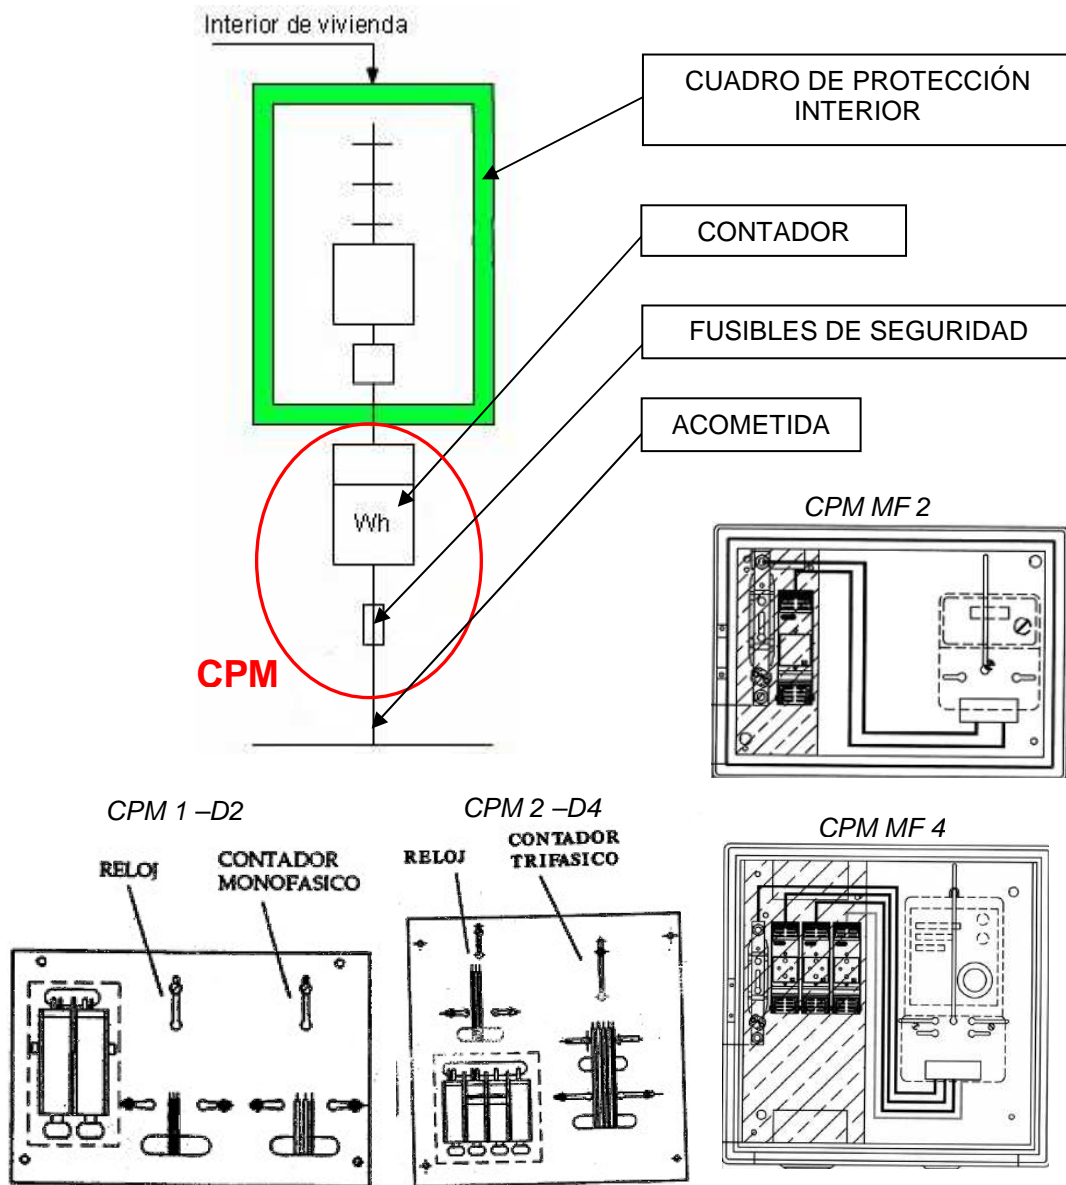 Interior de vivienda
CUADRO DE PROTECCIÓN
INTERIOR
CONTADOR
FUSIBLES DE SEGURIDAD
ACOMETIDA
Wh
CPM
CPM MF 2
CPM 1 –D2
CPM 2 –D4
CPM MF 4
RELOJ
CONTADOR
MONOFASICO
RELOJ
CONTADOR
TRIFASICO